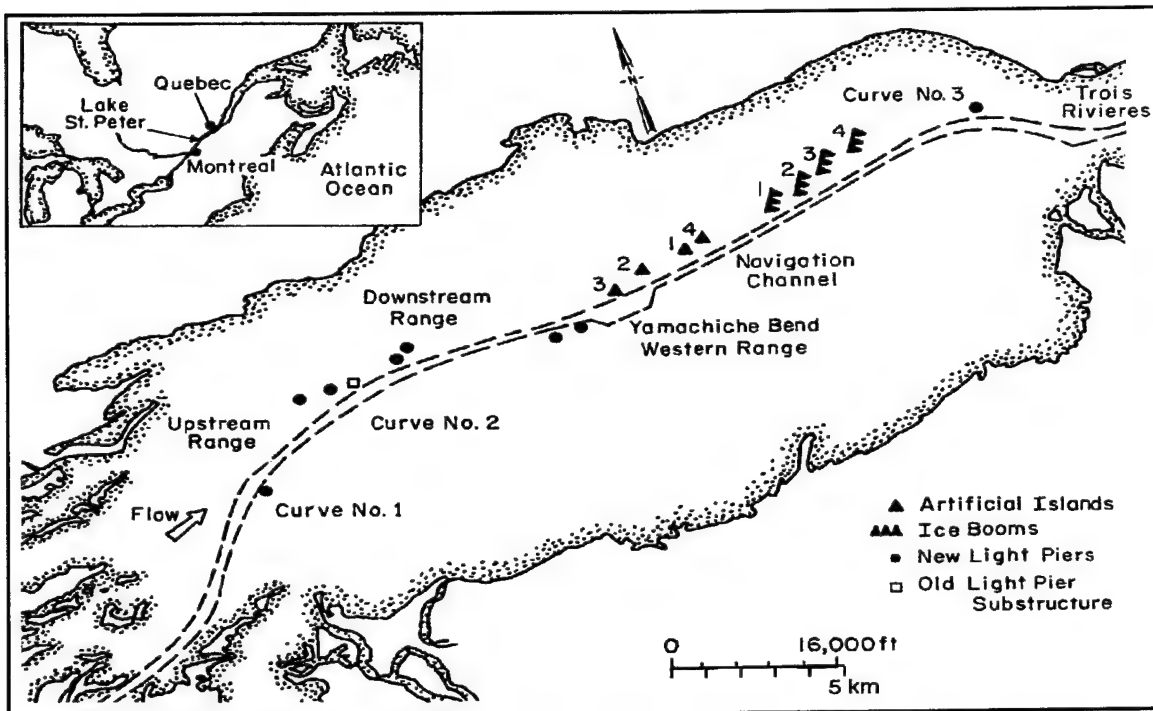 Quebec
Lake
St. Peter
Montreal
Atlantic
Ocean
Curve No. 3
Trois
Rivieres
4
3
2
1
4
1
2
3
Navigation
Channel
Downstream
Range
Yamachiche Bend
Western Range
Upstream
Range
Curve No. 2
Flow
Curve No. 1
Artificial Islands
Ice Booms
New Light Piers
Old Light Pier
Substructure
0 16,000 ft
5 km